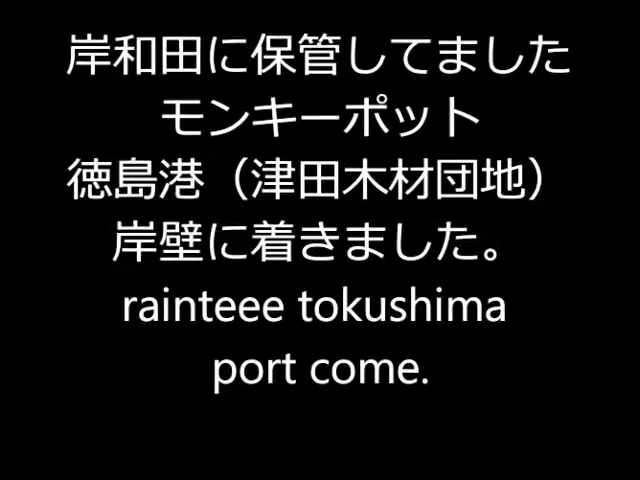 岸和田に保管してました
モンキーポット
徳島港（津田木材団地）
岸壁に着きました。
rainteee tokushima
port come.